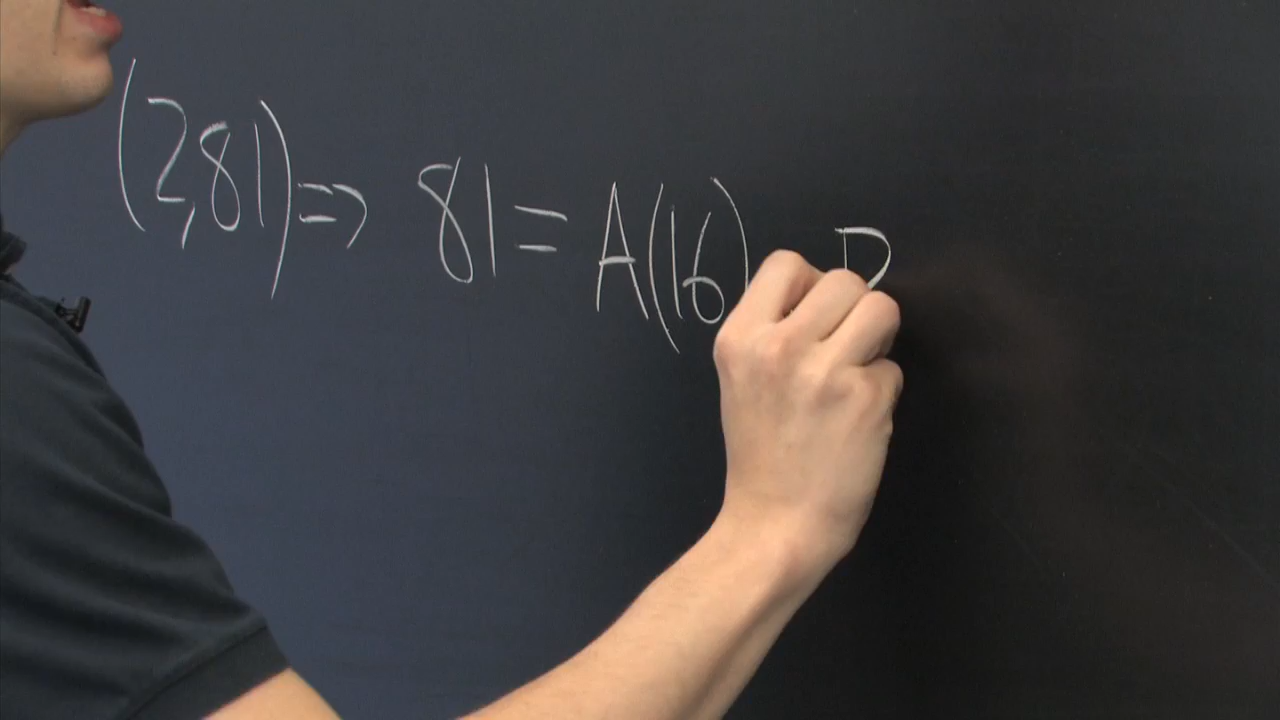 (2,81) => 81 = A(16)